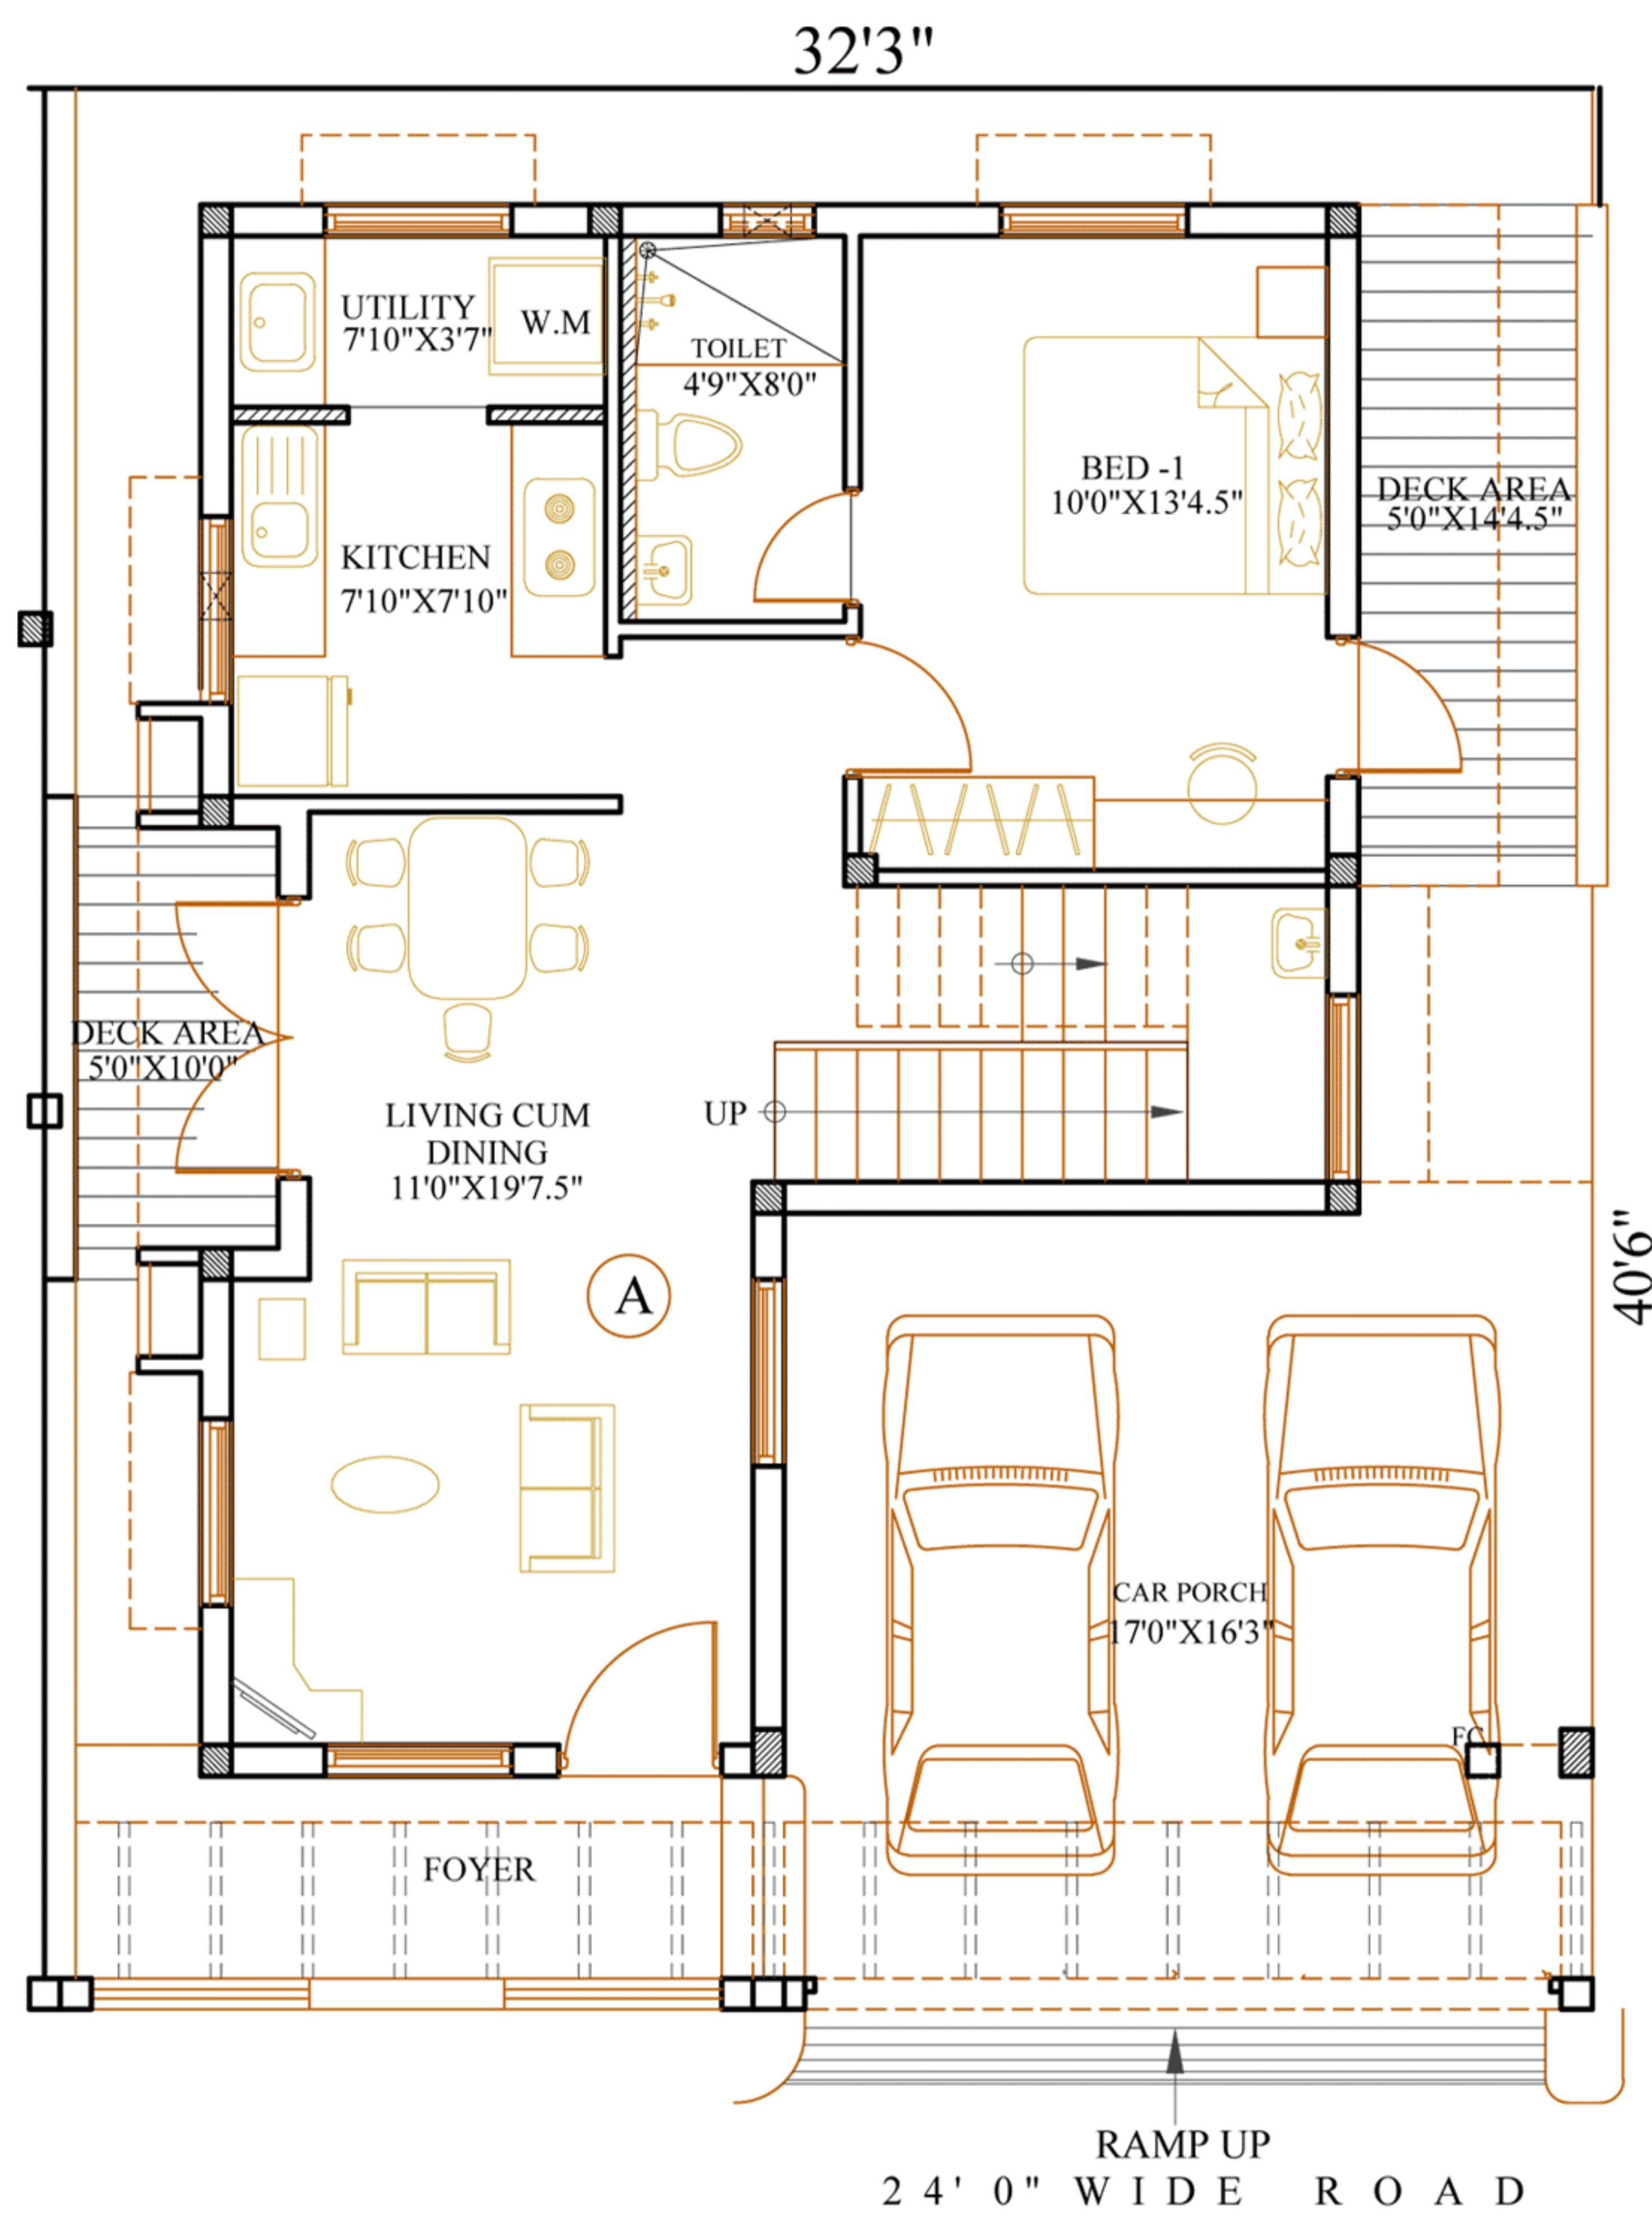 32'3"
UTILITY
7'10"X3'7"
W.M
TOILET
4'9"X8'0"
BED -1
10'0"X13'4.5"
DECK AREA
5'0"X14'4.5"
KITCHEN
7'10"X7'10"
DECK AREA
5'0"X10'0"
LIVING CUM
DINING
11'0"X19'7.5"
UP
A
40'6"
CAR PORCH
17'0"X16'3"
FC
FOYER
RAMP UP
24' 0" WIDE ROAD